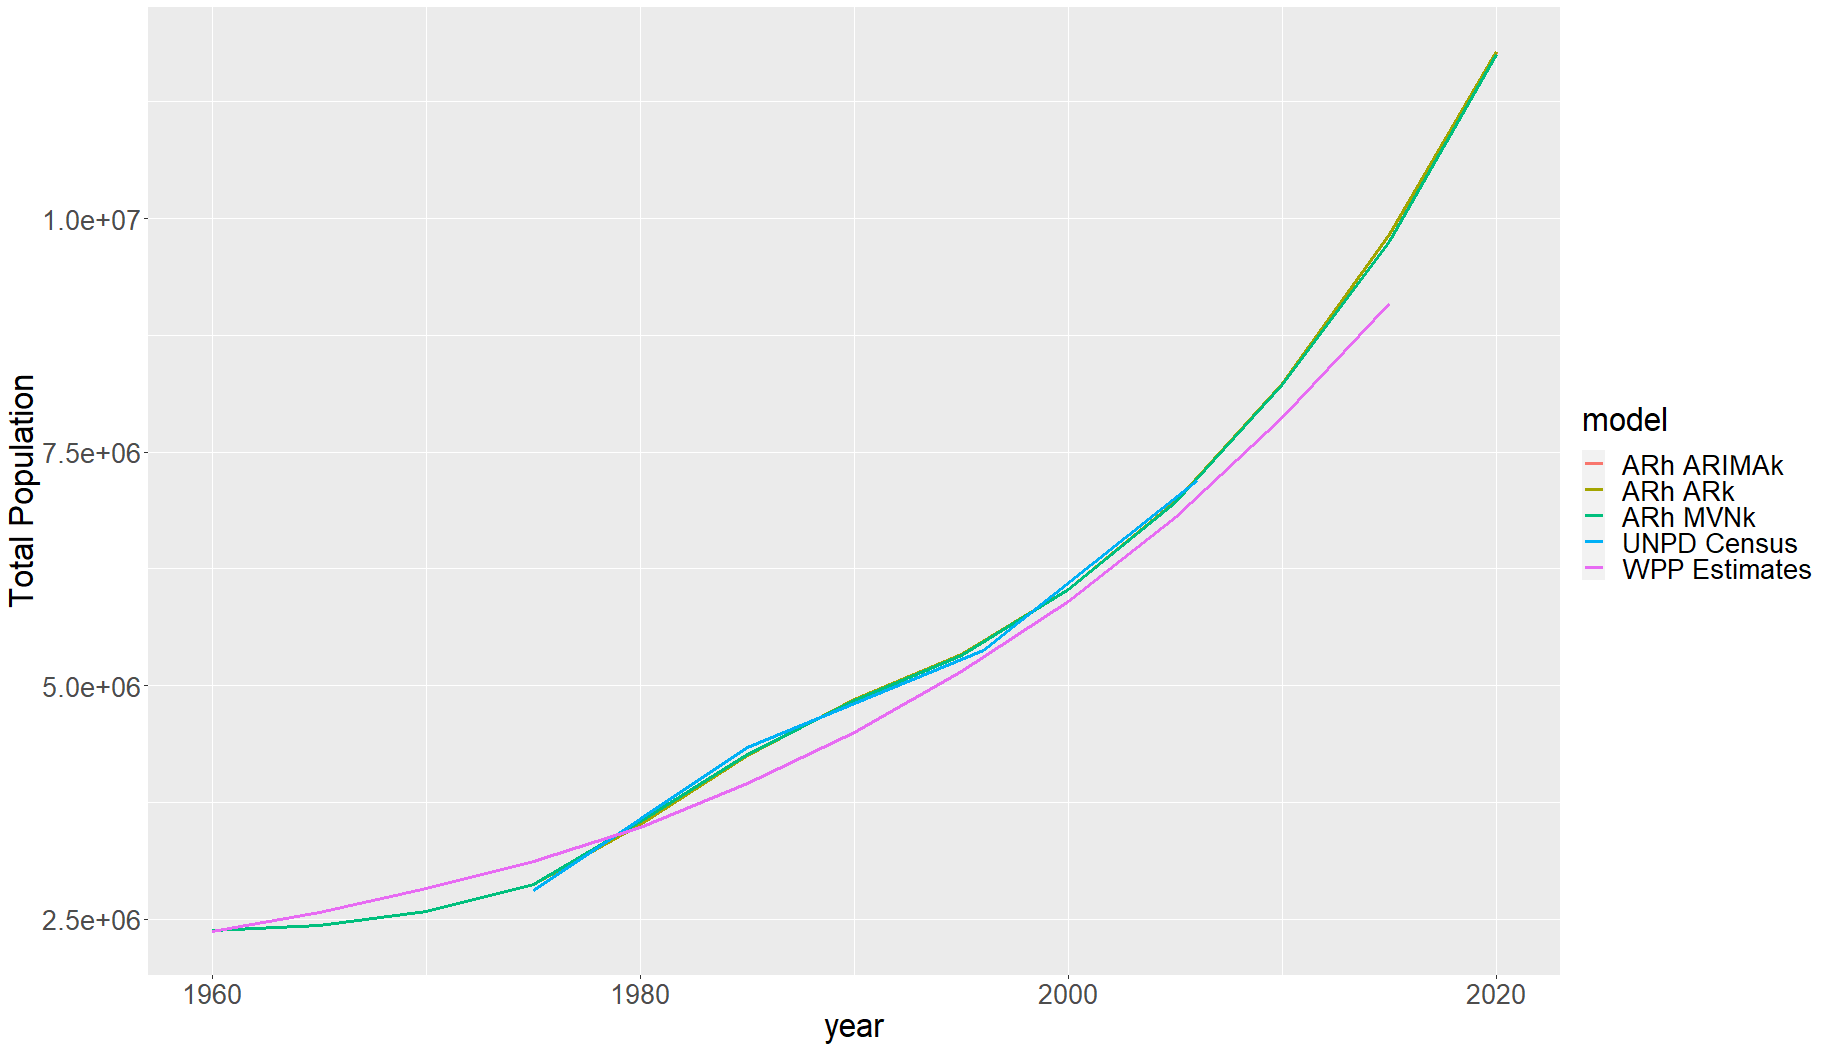 Total Population
1.0e+07
7.5e+06
5.0e+06
2.5e+06
1960
1980
2000
2020
year
model
ARh ARIMAk
ARh ARk
ARh MVNk
UNPD Census
WPP Estimates